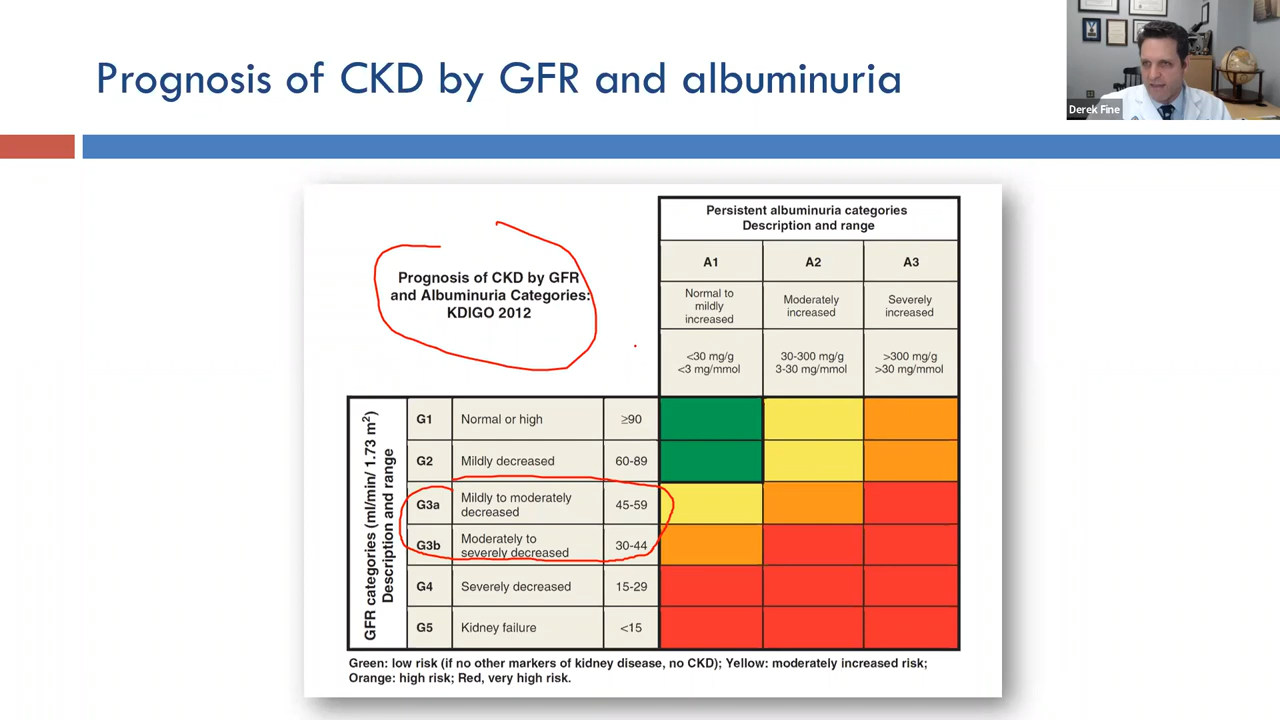 Prognosis of CKD by GFR and albuminuria
Derek Fine
Prognosis of CKD by GFR
and Albuminuria Categories:
KDIGO 2012
Persistent albuminuria categories
Description and range
A1
A2
A3
Normal to
mildly
increased
Moderately
increased
Severely
increased
<30 mg/g
<3 mg/mmol
30-300 mg/g
3-30 mg/mmol
>300 mg/g
>30 mg/mmol
GFR categories (ml/min/ 1.73 m²)
Description and range
G1
Normal or high
≥90
G2
Mildly decreased
60-89
G3a
Mildly to moderately
decreased
45-59
G3b
Moderately to
severely decreased
30-44
G4
Severely decreased
15-29
G5
Kidney failure
<15
Green: low risk (if no other markers of kidney disease, no CKD); Yellow: moderately increased risk;
Orange: high risk; Red, very high risk.